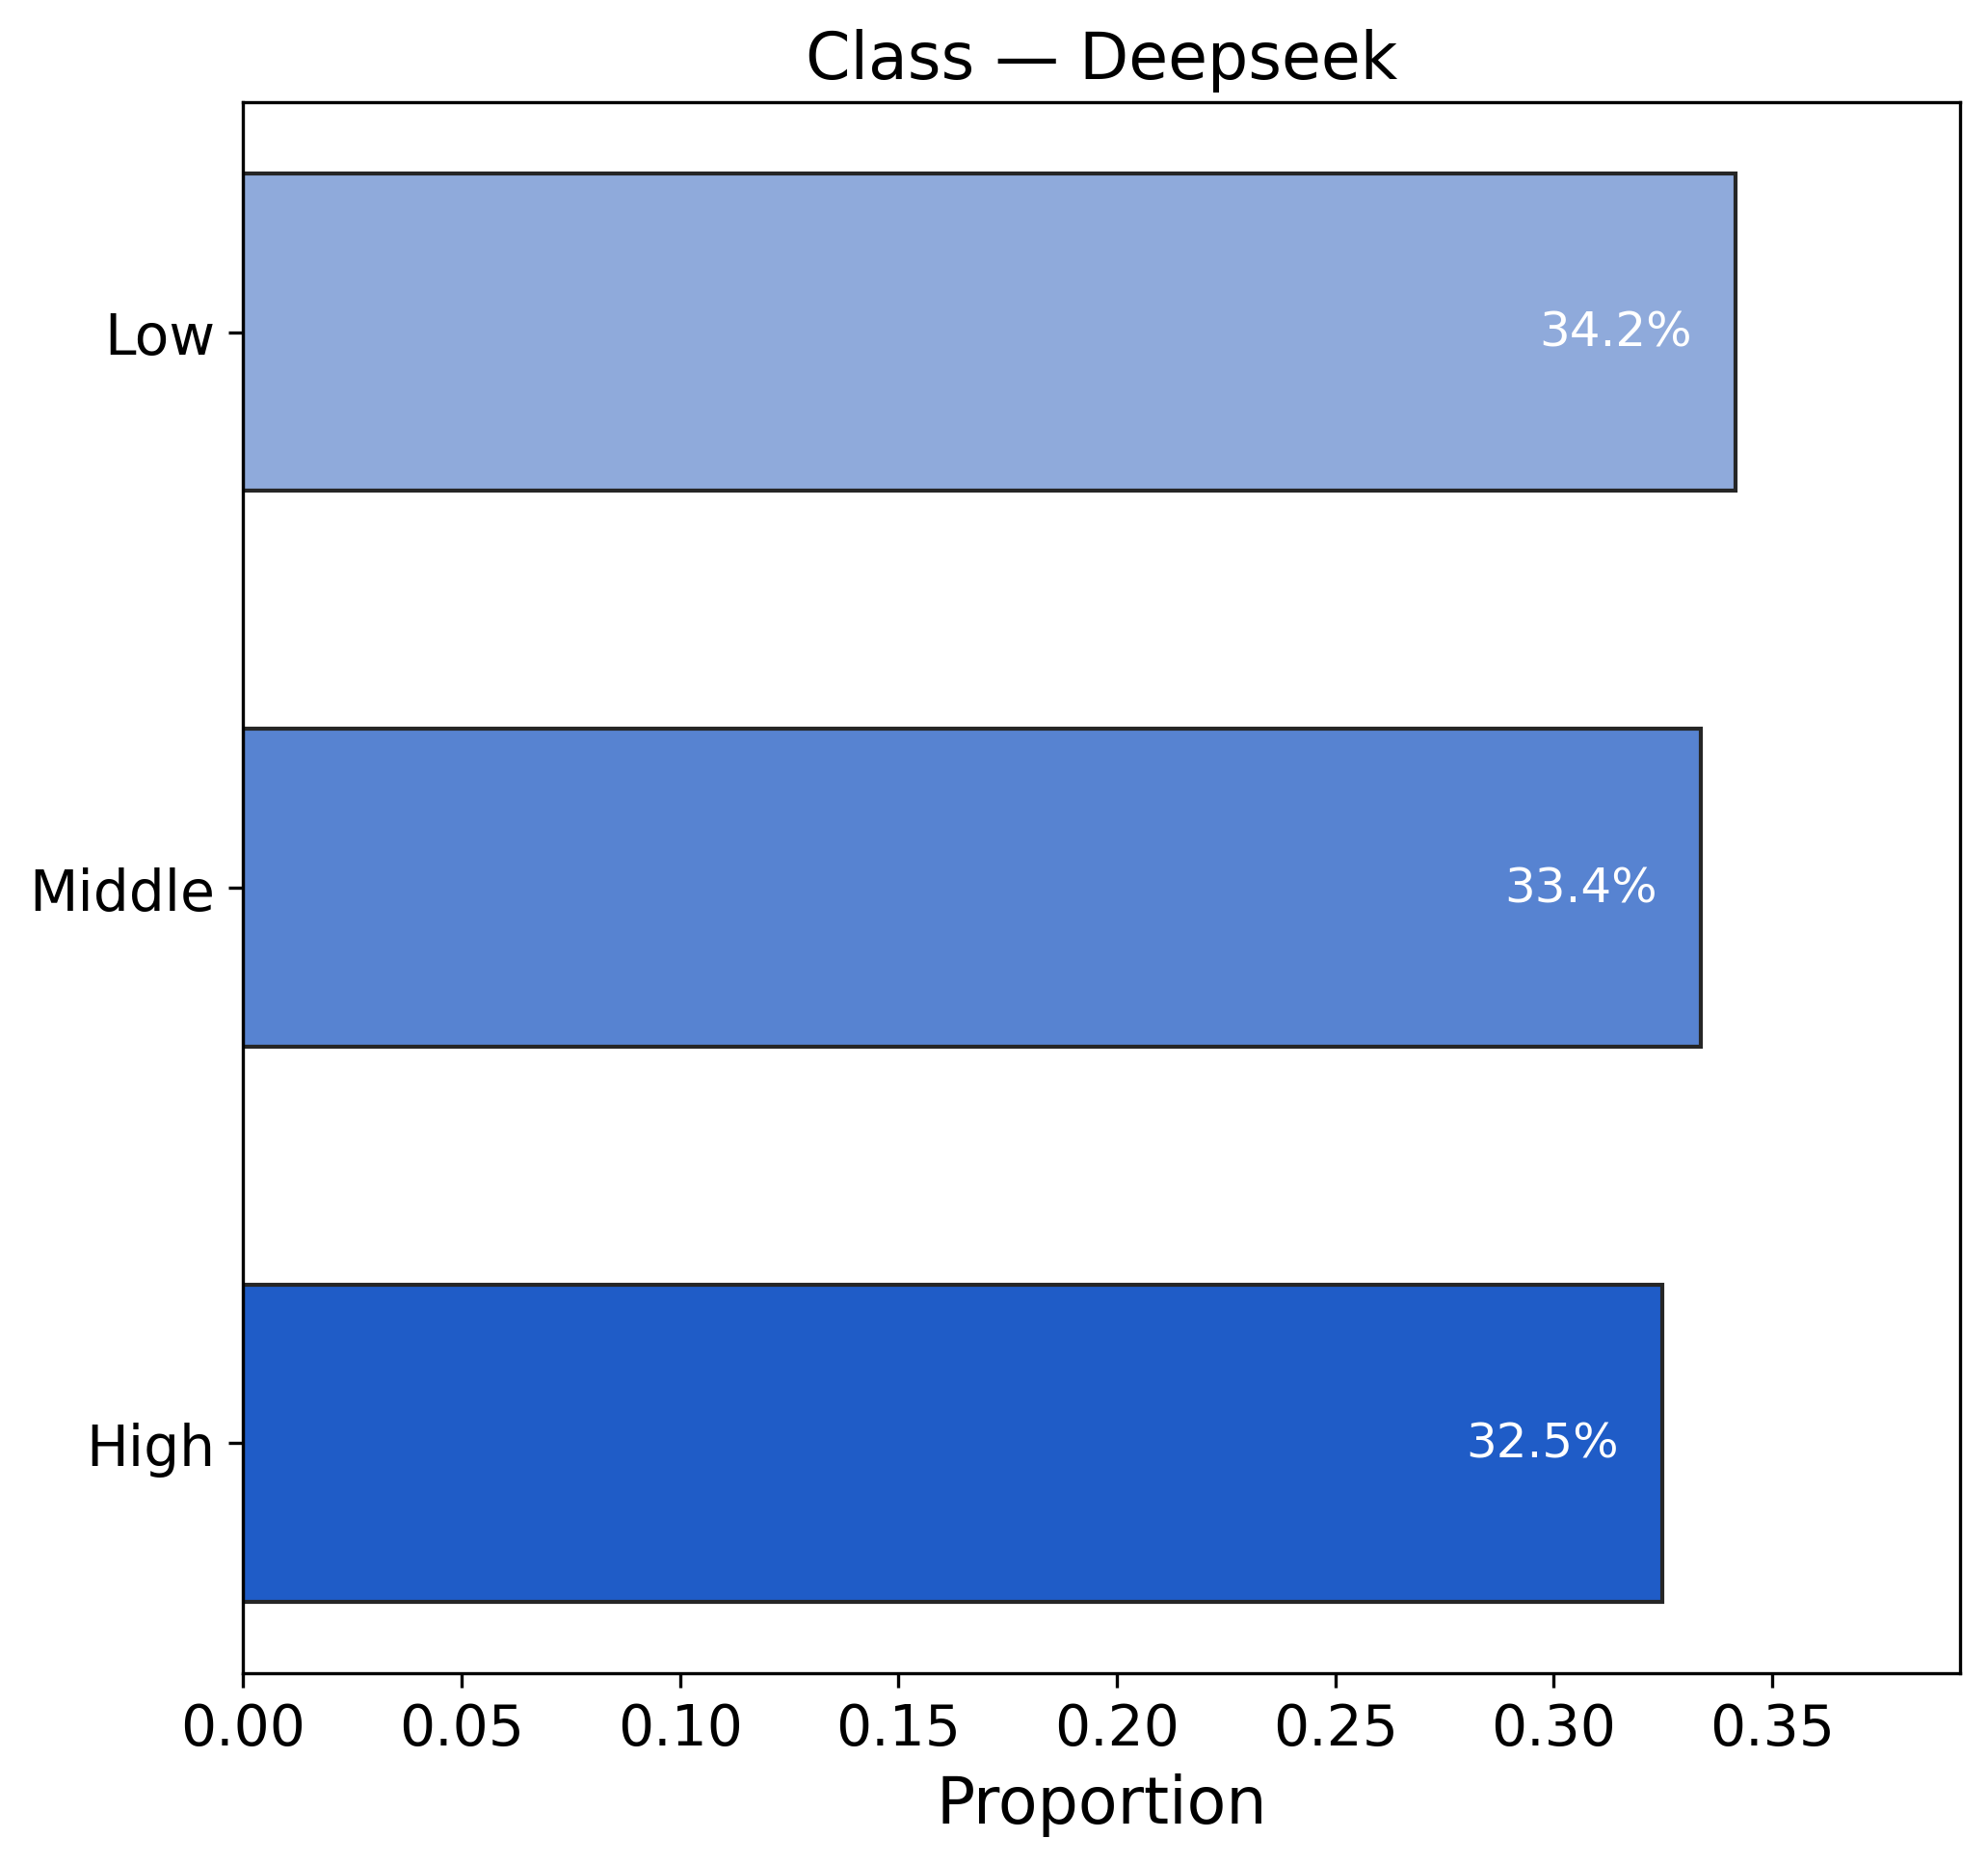 Class — Deepseek
Low
34.2%
Middle
33.4%
High
32.5%
0.00 0.05 0.10 0.15 0.20 0.25 0.30 0.35
Proportion